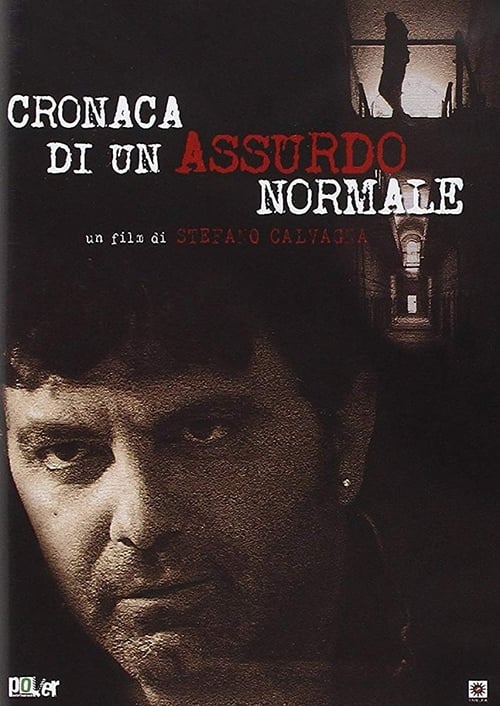 CRONACA
DI UN ASSURDO
NORMALE
un film di STEFANO CALVAGNA
power